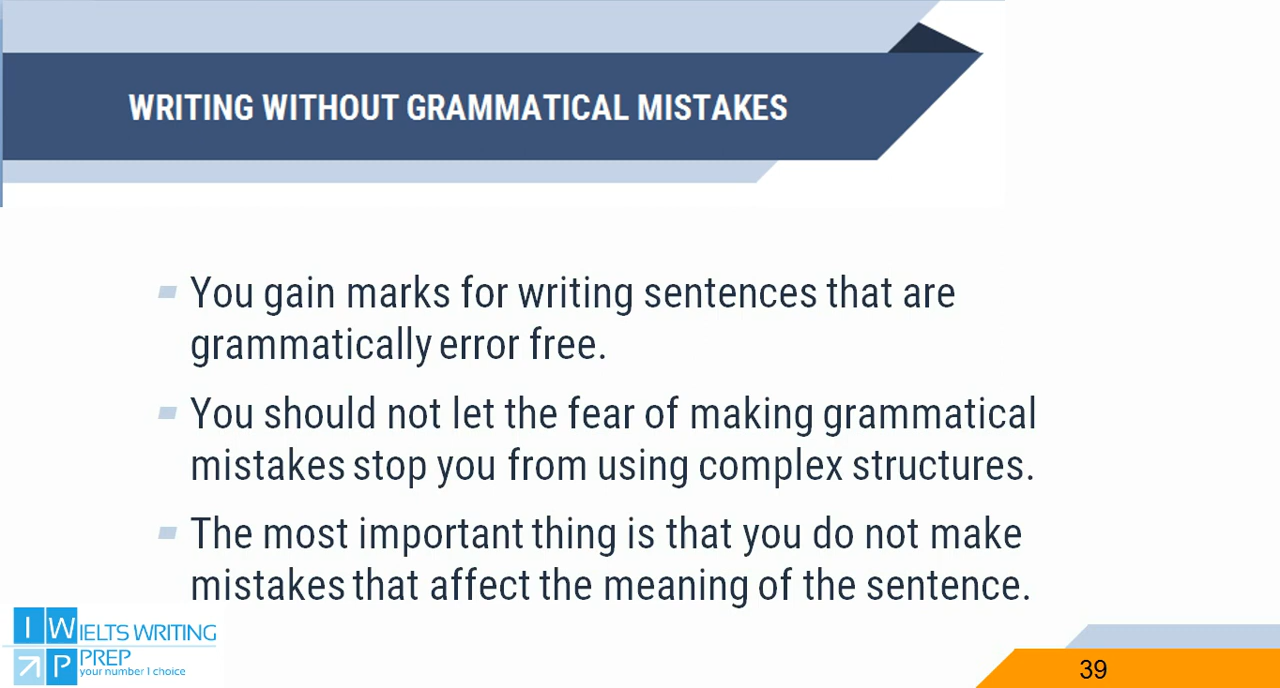 WRITING WITHOUT GRAMMATICAL MISTAKES
You gain marks for writing sentences that are
grammatically error free.
You should not let the fear of making grammatical
mistakes stop you from using complex structures.
The most important thing is that you do not make
mistakes that affect the meaning of the sentence.
I W IELTS WRITING
P PREP
your number 1 choice
39